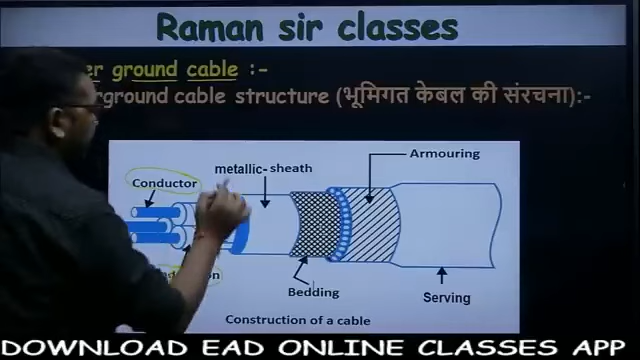 Raman sir classes
ground cable :-
cable structure (भूमिगत केबल की संरचना):-
Armouring
metallic-sheath
Conductor
Bedding
Serving
Construction of a cable
DOWNLOAD EAD ONLINE CLASSES APP